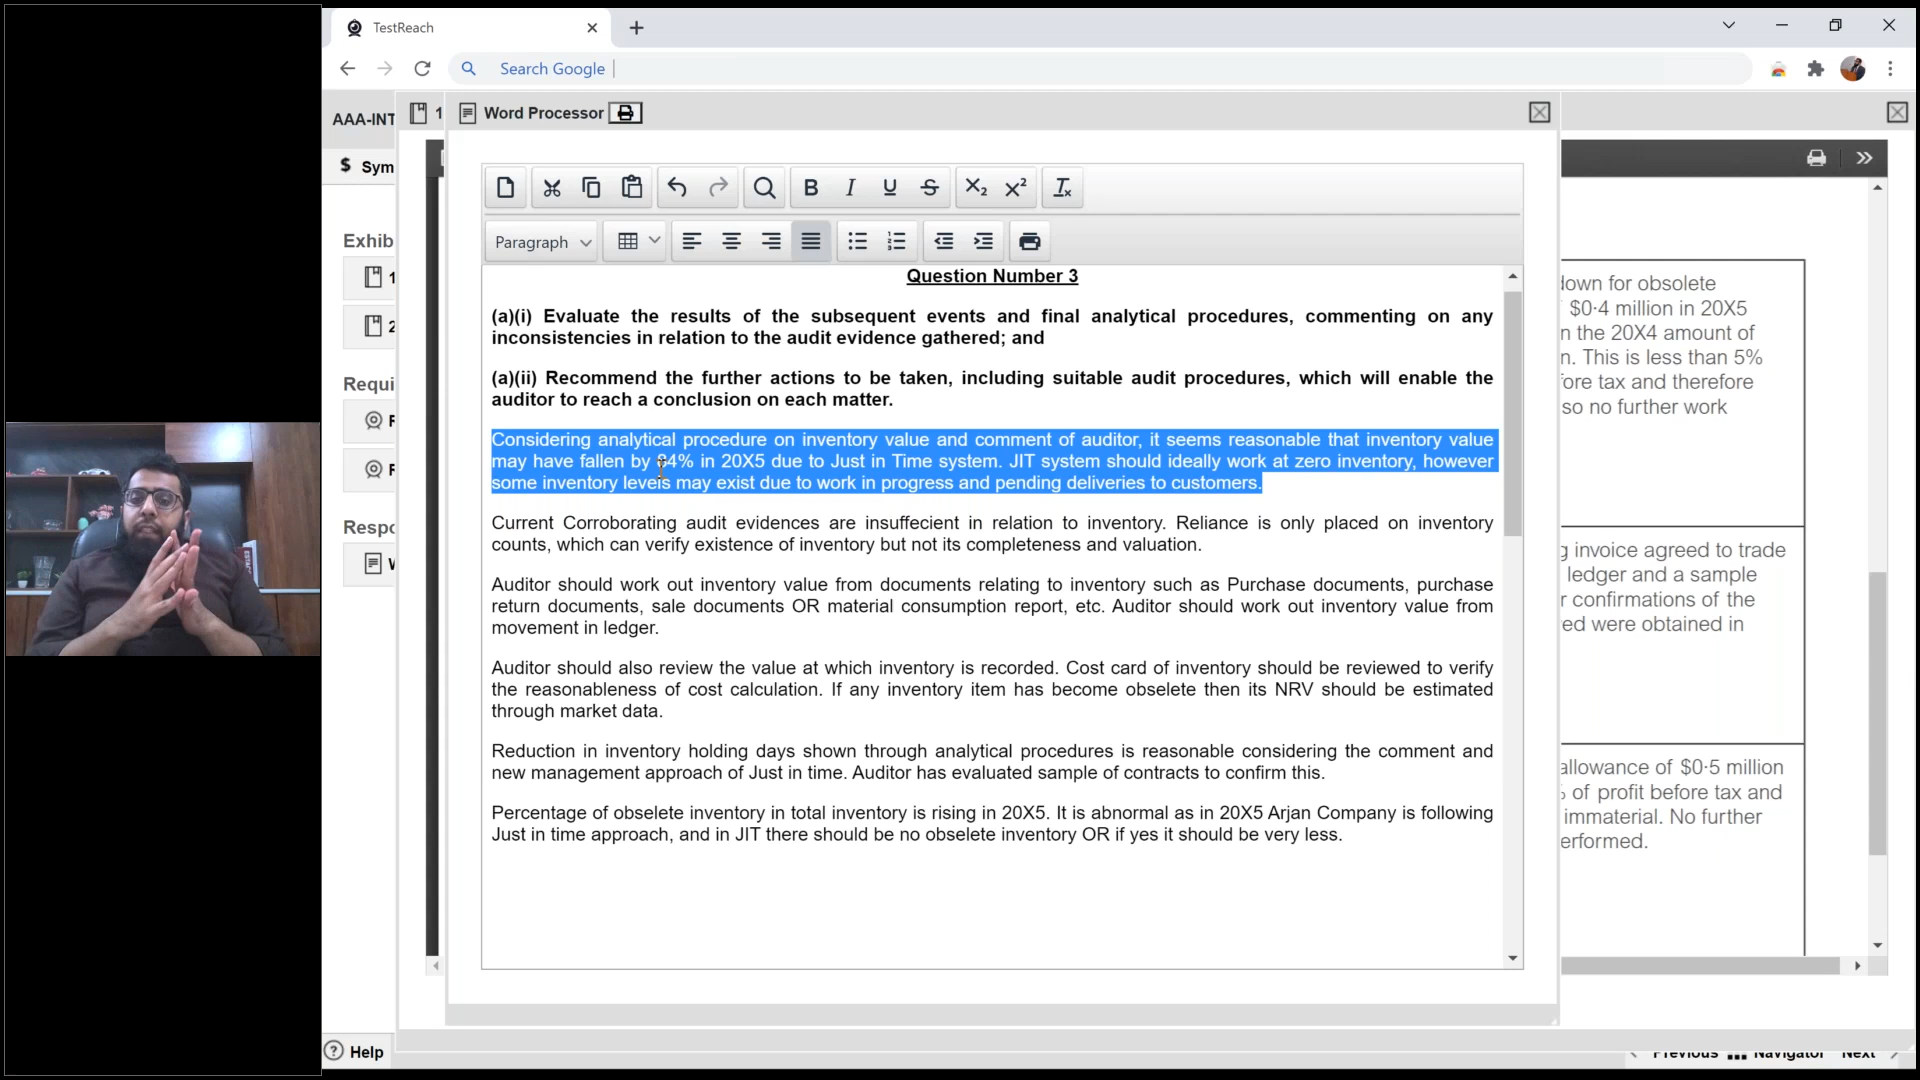 TestReach
Search Google
AAA-INT
1
Word Processor
$ Sym
Exhib
1
2
Requi
F
F
Respo
Paragraph
Question Number 3
(a)(i) Evaluate the results of the subsequent events and final analytical procedures, commenting on any
inconsistencies in relation to the audit evidence gathered; and
(a)(ii) Recommend the further actions to be taken, including suitable audit procedures, which will enable the
auditor to reach a conclusion on each matter.
Considering analytical procedure on inventory value and comment of auditor, it seems reasonable that inventory value
may have fallen by 4% in 20X5 due to Just in Time system. JIT system should ideally work at zero inventory, however
some inventory levels may exist due to work in progress and pending deliveries to customers.
Current Corroborating audit evidences are insuffecient in relation to inventory. Reliance is only placed on inventory
counts, which can verify existence of inventory but not its completeness and valuation.
Auditor should work out inventory value from documents relating to inventory such as Purchase documents, purchase
return documents, sale documents OR material consumption report, etc. Auditor should work out inventory value from
movement in ledger.
Auditor should also review the value at which inventory is recorded. Cost card of inventory should be reviewed to verify
the reasonableness of cost calculation. If any inventory item has become obselete then its NRV should be estimated
through market data.
Reduction in inventory holding days shown through analytical procedures is reasonable considering the comment and
new management approach of Just in time. Auditor has evaluated sample of contracts to confirm this.
Percentage of obselete inventory in total inventory is rising in 20X5. It is abnormal as in 20X5 Arjan Company is following
Just in time approach, and in JIT there should be no obselete inventory OR if yes it should be very less.
down for obsolete
$0·4 million in 20X5
n the 20X4 amount of
n. This is less than 5%
fore tax and therefore
so no further work
g invoice agreed to trade
ledger and a sample
r confirmations of the
ed were obtained in
allowance of $0·5 million
of profit before tax and
immaterial. No further
erformed.
Help
Previous
Navigator
Next